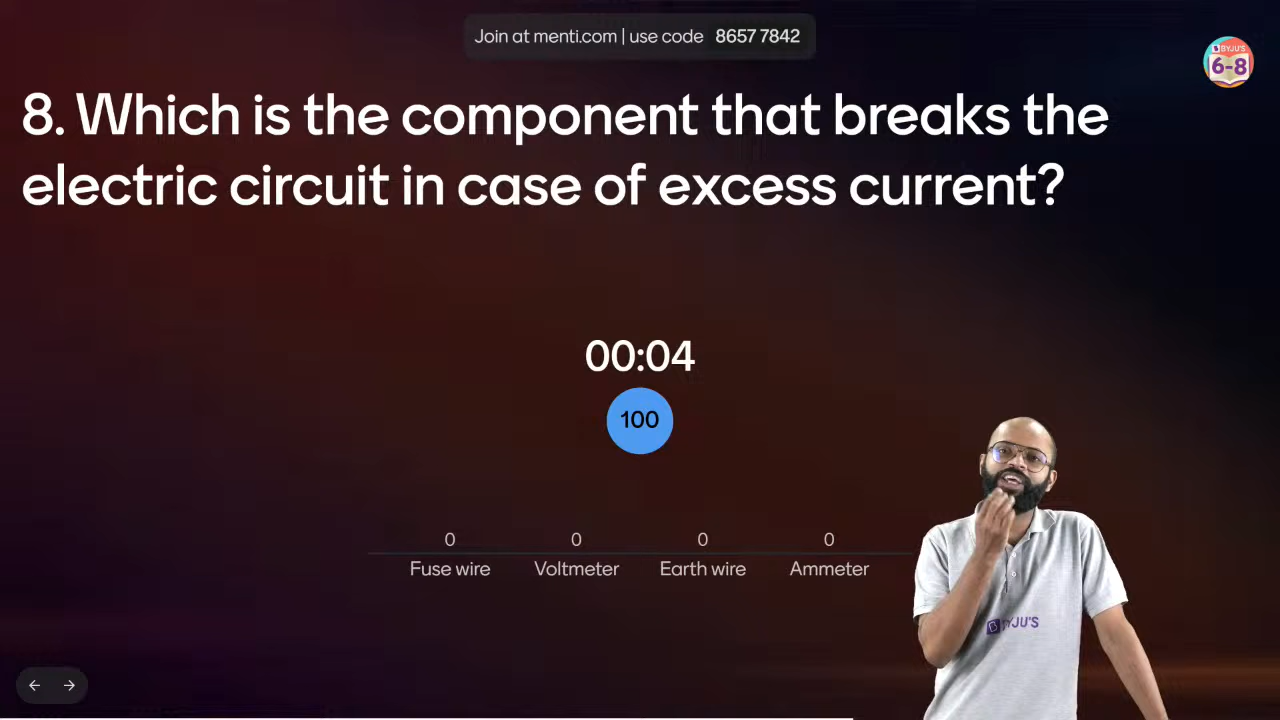 Join at menti.com | use code 8657 7842
BYJU'S
6-8
8. Which is the component that breaks the
electric circuit in case of excess current?
00:04
100
0 0 0 0
Fuse wire Voltmeter Earth wire Ammeter
BYJU'S